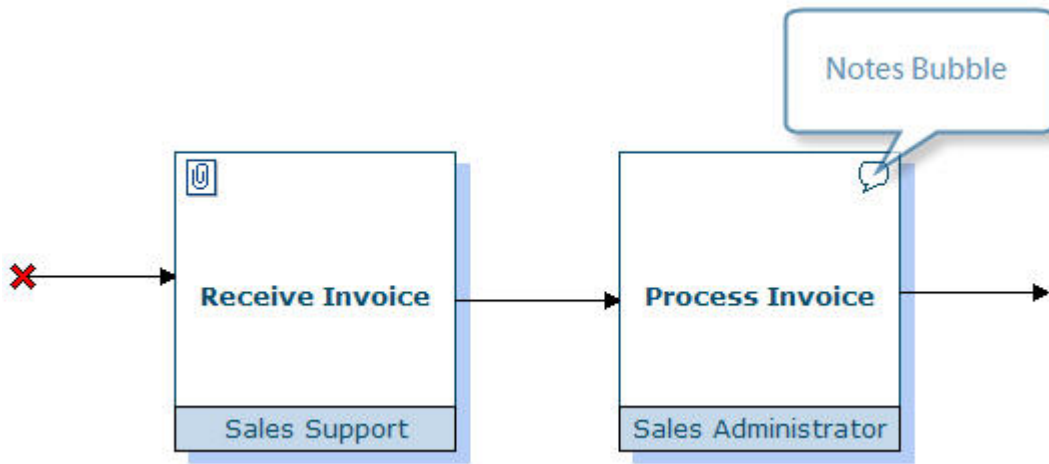 Notes Bubble
Receive Invoice
Process Invoice
Sales Support
Sales Administrator